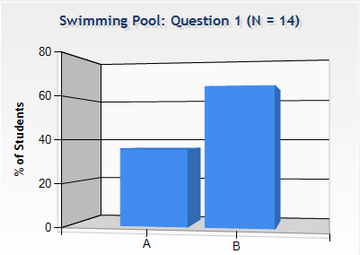 Swimming Pool: Question 1 (N = 14)
% of Students
80
60
40
20
0
A
B